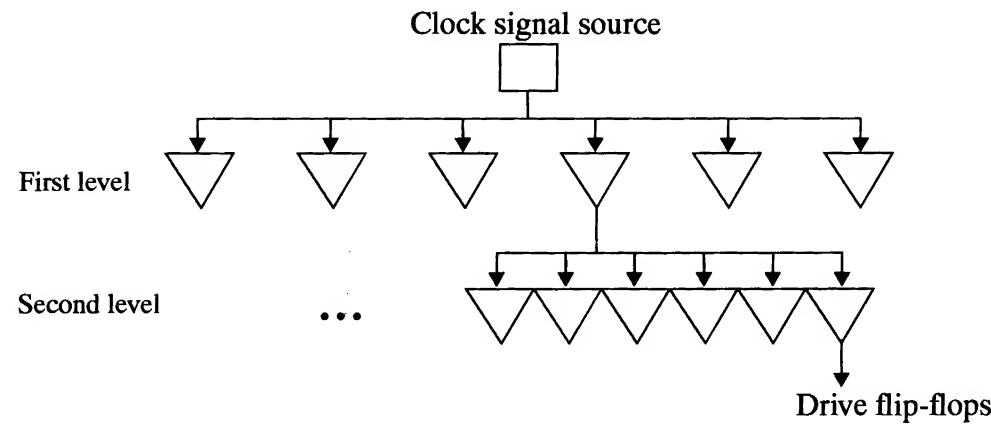 Clock signal source
First level
Second level
...
Drive flip-flops